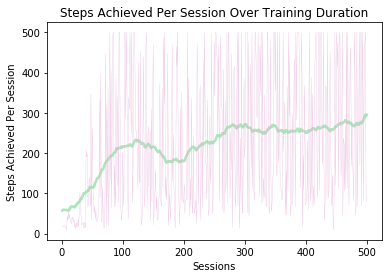 Steps Achieved Per Session Over Training Duration
500
400
300
200
100
0
Steps Achieved Per Session
0 100 200 300 400 500
Sessions